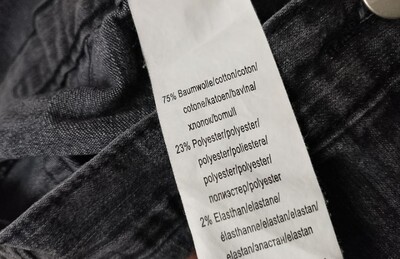 75% Baumwolle/cotton/coton/
cotone/katoen/bavlna/
хлопок/bomull
23% Polyester/polyester/
polyester/poliestere/
polyester/polyester/
полиэстер/polyester
2% Elasthan/elastane/
élasthanne/elastan/elastan/
elastan/эластан/elastan